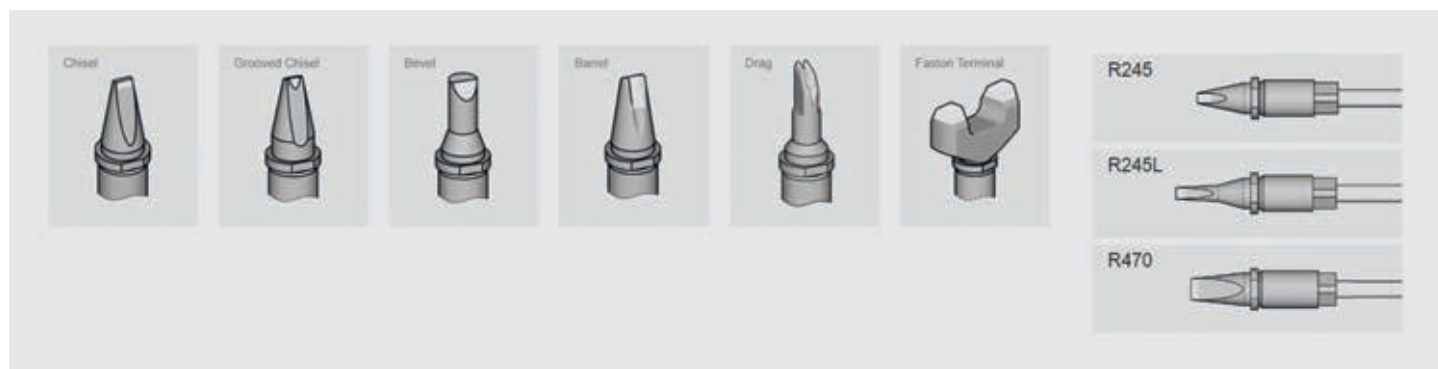 Chisel
Grooved Chisel
Bevel
Barrel
Drag
Faston Terminal
R245
R245L
R470